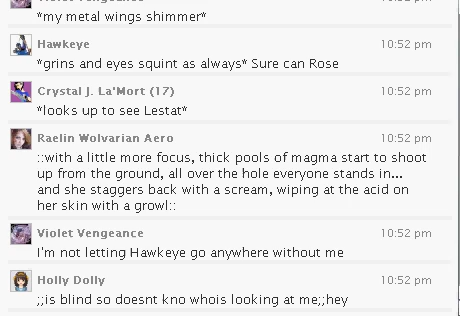 Violet Vengeance
*my metal wings shimmer*
Hawkeye 10:52 pm
*grins and eyes squint as always* Sure can Rose
Crystal J. La'Mort (17) 10:52 pm
*looks up to see Lestat*
Raelin Wolvarian Aero 10:52 pm
::with a little more focus, thick pools of magma start to shoot
up from the ground, all over the hole everyone stands in...
and she staggers back with a scream, wiping at the acid on
her skin with a growl::
Violet Vengeance 10:52 pm
I'm not letting Hawkeye go anywhere without me
Holly Dolly 10:52 pm
;;is blind so doesnt kno whois looking at me;;hey